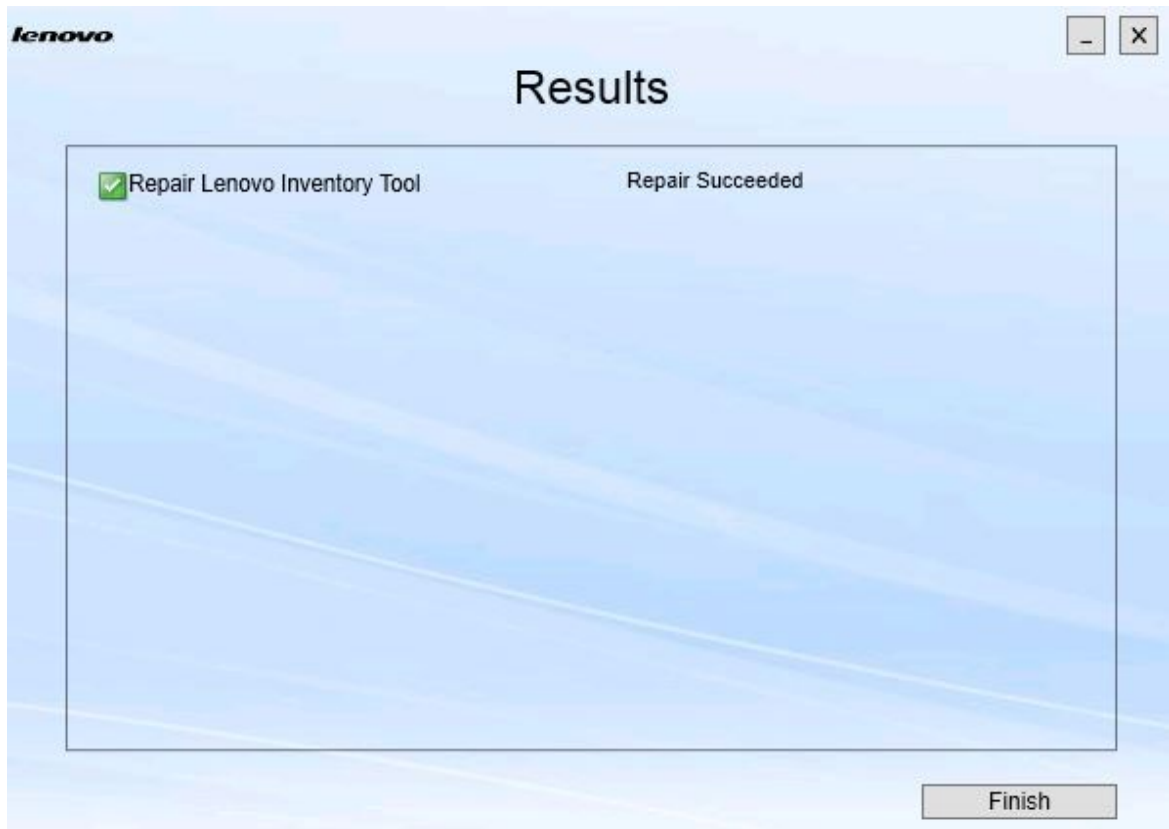 lenovo
Results
Repair Lenovo Inventory Tool Repair Succeeded
Finish